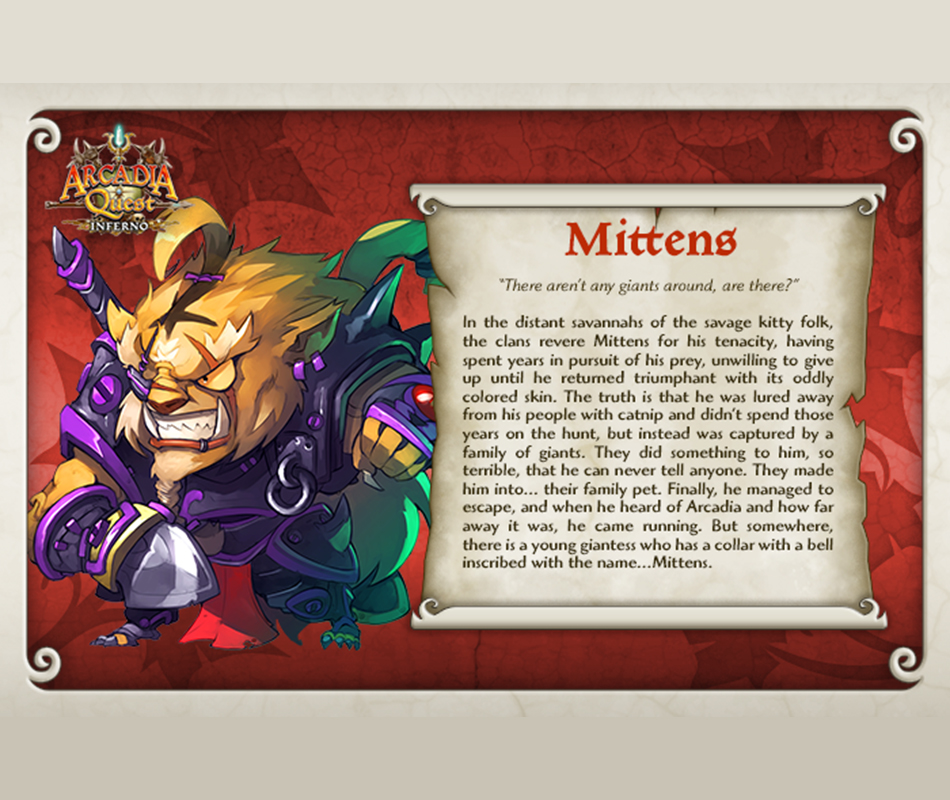 ARCADIA
Quest
INFERNO
Mittens
“There aren’t any giants around, are there?”
In the distant savannahs of the savage kitty folk,
the clans revere Mittens for his tenacity, having
spent years in pursuit of his prey, unwilling to give
up until he returned triumphant with its oddly
colored skin. The truth is that he was lured away
from his people with catnip and didn’t spend those
years on the hunt, but instead was captured by a
family of giants. They did something to him, so
terrible, that he can never tell anyone. They made
him into... their family pet. Finally, he managed to
escape, and when he heard of Arcadia and how far
away it was, he came running. But somewhere,
there is a young giantess who has a collar with a bell
inscribed with the name...Mittens.